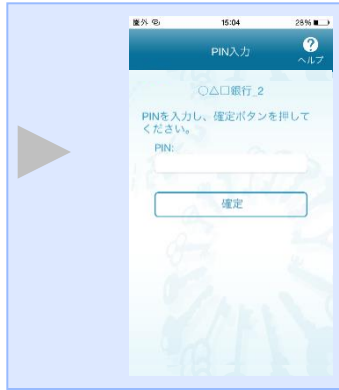 圏外 15:04 28%
PIN入力
?
ヘルプ
○△□銀行_2
PINを入力し、確定ボタンを押して
ください。
PIN:
確定